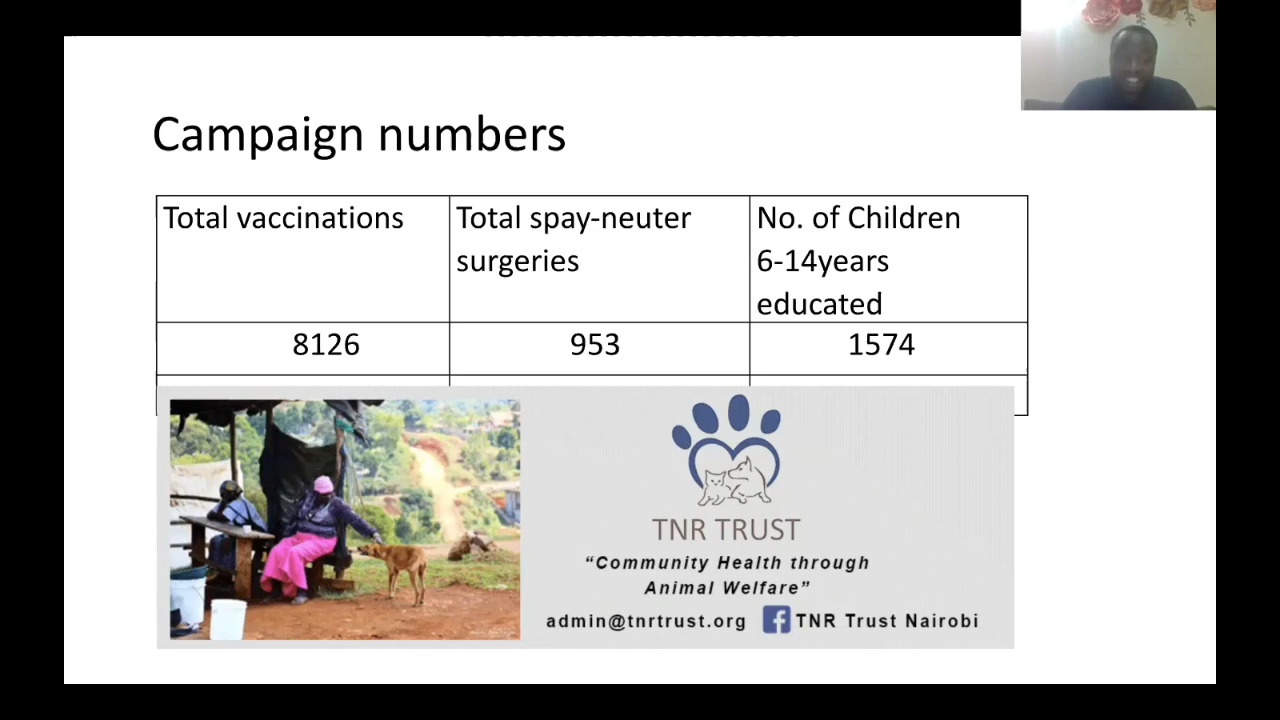 Campaign numbers
Total vaccinations
Total spay-neuter
surgeries
No. of Children
6-14years
educated
8126
953
1574
TNR TRUST
“Community Health through
Animal Welfare”
admin@tnrtrust.org
TNR Trust Nairobi